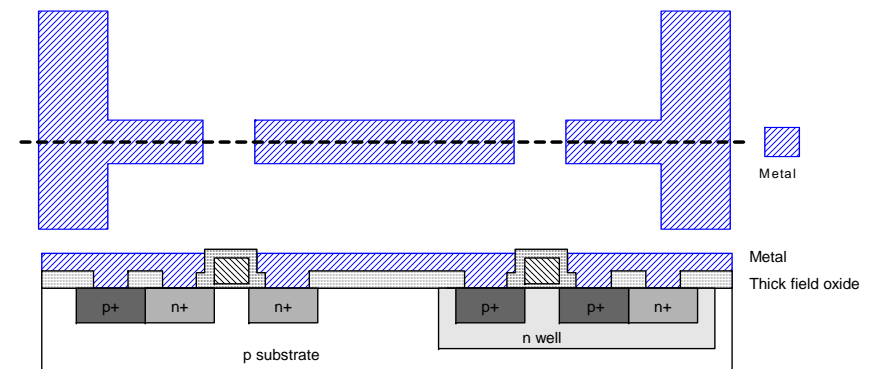 Metal
Metal
Thick field oxide
p+ n+ n+ p+ p+ n+
n well
p substrate